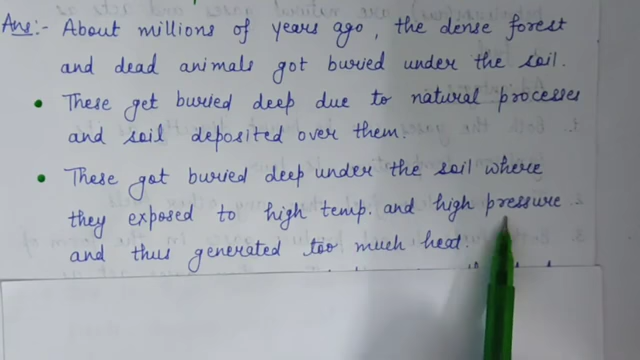 Ans:- About millions of years ago, the dense forest
and dead animals got buried under the soil.
• These get buried deep due to natural processes
and soil deposited over them.
• These got buried deep under the soil where
they exposed to high temp. and high pressure
and thus generated too much heat.